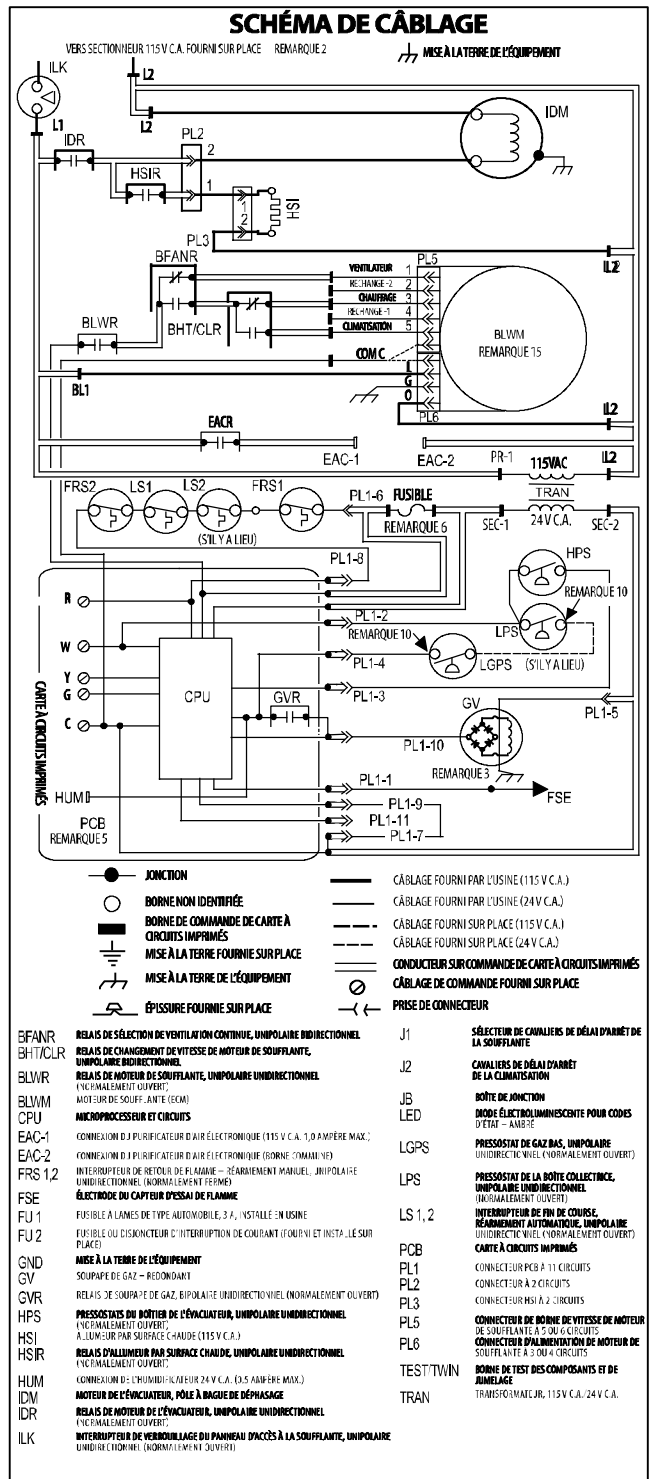 SCHÉMA DE CÂBLAGE
VERS SECTIONNEUR 115 V C.A. FOURNI SUR PLACE REMARQUE 2
MISE À LA TERRE DE L'ÉQUIPEMENT
ILK
L2
L1
L2
IDM
IDR
PL2
2
HSIR
1
1
2
HSI
PL3
L2
BFANR
PL5
VENTILATEUR 1
RECHANGE -2 2
CHAUFFAGE 3
RECHANGE -1 4
CLIMATISATION 5
BLWR
BHT/CLR
BLWM
REMARQUE 15
COM C
BL1
L
G
O
PL6
L2
EACR
EAC-1
EAC-2
PR-1
115VAC
L2
TRAN
24 V C.A.
SEC-1
SEC-2
FRS2
LS1
LS2
FRS1
(S'IL Y A LIEU)
PL1-6
FUSIBLE
REMARQUE 6
PL1-8
HPS
REMARQUE 10
LPS
(S'IL Y A LIEU)
PL1-2
REMARQUE 10
LGPS
PL1-4
PL1-3
GV
PL1-5
R
W
Y
G
C
CPU
GVR
PL1-10
REMARQUE 3
CARTE À CIRCUITS IMPRIMÉS
HUM
PCB
REMARQUE 5
PL1-1
FSE
PL1-9
PL1-11
PL1-7
JONCTION
BORNE NON IDENTIFIÉE
BORNE DE COMMANDE DE CARTE À
CIRCUITS IMPRIMÉS
MISE À LA TERRE FOURNIE SUR PLACE
MISE À LA TERRE DE L'ÉQUIPEMENT
ÉPISSURE FOURNIE SUR PLACE
CÂBLAGE FOURNI PAR L'USINE (115 V C.A.)
CÂBLAGE FOURNI PAR L'USINE (24 V C.A.)
CÂBLAGE FOURNI SUR PLACE (115 V C.A.)
CÂBLAGE FOURNI SUR PLACE (24 V C.A.)
CONDUCTEUR SUR COMMANDE DE CARTE À CIRCUITS IMPRIMÉS
CÂBLAGE DE COMMANDE FOURNI SUR PLACE
PRISE DE CONNECTEUR
BFANR RELAIS DE SÉLECTION DE VENTILATION CONTINUE, UNIPOLAIRE BIDIRECTIONNEL
BHT/CLR RELAIS DE CHANGEMENT DE VITESSE DE MOTEUR DE SOUFFLANTE,
UNIPOLAIRE BIDIRECTIONNEL
BLWR RELAIS DE MOTEUR DE SOUFFLANTE, UNIPOLAIRE UNIDIRECTIONNEL
(NORMALEMENT OUVERT)
BLWM MOTEUR DE SOUFFLANTE (ECM)
CPU MICROPROCESSEUR ET CIRCUITS
EAC-1 CONNEXION DU PURIFICATEUR D'AIR ÉLECTRONIQUE (115 V C.A. 1,0 AMPÈRE MAX.)
EAC-2 CONNEXION DU PURIFICATEUR D'AIR ÉLECTRONIQUE (BORNE COMMUNE)
FRS 1,2 INTERRUPTEUR DE RETOUR DE FLAMME – RÉARMEMENT MANUEL, UNIPOLAIRE
UNIDIRECTIONNEL (NORMALEMENT FERMÉ)
FSE ÉLECTRODE DU CAPTEUR D'ESSAI DE FLAMME
FU 1 FUSIBLE À LAMES DE TYPE AUTOMOBILE, 3 A, INSTALLÉ EN USINE
FU 2 FUSIBLE OU DISJONCTEUR D'INTERRUPTION DE COURANT (FOURNI ET INSTALLÉ SUR
PLACE)
GND MISE À LA TERRE DE L'ÉQUIPEMENT
GV SOUPAPE DE GAZ – REDONDANT
GVR RELAIS DE SOUPAPE DE GAZ, BIPOLAIRE UNIDIRECTIONNEL (NORMALEMENT OUVERT)
HPS PRESSOSTATS DU BOÎTIER DE L'ÉVACUATEUR, UNIPOLAIRE UNIDIRECTIONNEL
(NORMALEMENT OUVERT)
HSI ALLUMEUR PAR SURFACE CHAUDE (115 V C.A.)
HSIR RELAIS D'ALLUMEUR PAR SURFACE CHAUDE, UNIPOLAIRE UNIDIRECTIONNEL
(NORMALEMENT OUVERT)
HUM CONNEXION DE L'HUMIDIFICATEUR 24 V C.A. (0.5 AMPÈRE MAX.)
IDM MOTEUR DE L'ÉVACUATEUR, PÔLE À BAGUE DE DÉPHASAGE
IDR RELAIS DE MOTEUR DE L'ÉVACUATEUR, UNIPOLAIRE UNIDIRECTIONNEL
(NORMALEMENT OUVERT)
ILK INTERRUPTEUR DE VERROUILLAGE DU PANNEAU D'ACCÈS À LA SOUFFLANTE, UNIPOLAIRE
UNIDIRECTIONNEL (NORMALEMENT OUVERT)
J1 SÉLECTEUR DE CAVALIERS DE DÉLAI D'ARRÊT DE
LA SOUFFLANTE
J2 CAVALIERS DE DÉLAI D'ARRÊT
DE LA CLIMATISATION
JB BOÎTE DE JONCTION
LED DIODE ÉLECTROLUMINESCENTE POUR CODES
D'ÉTAT – AMBRÉ
LGPS PRESSOSTAT DE GAZ BAS, UNIPOLAIRE
UNIDIRECTIONNEL (NORMALEMENT OUVERT)
LPS PRESSOSTAT DE LA BOÎTE COLLECTRICE,
UNIPOLAIRE UNIDIRECTIONNEL
(NORMALEMENT OUVERT)
LS 1, 2 INTERRUPTEUR DE FIN DE COURSE,
RÉARMEMENT AUTOMATIQUE, UNIPOLAIRE
UNIDIRECTIONNEL (NORMALEMENT OUVERT)
PCB CARTE À CIRCUITS IMPRIMÉS
PL1 CONNECTEUR PCB À 11 CIRCUITS
PL2 CONNECTEUR À 2 CIRCUITS
PL3 CONNECTEUR HSI À 2 CIRCUITS
PL5 CONNECTEUR DE BORNE DE VITESSE DE MOTEUR
DE SOUFFLANTE À 5 OU 6 CIRCUITS
PL6 CONNECTEUR D'ALIMENTATION DE MOTEUR DE
SOUFFLANTE À 3 OU 4 CIRCUITS
TEST/TWIN BORNE DE TEST DES COMPOSANTS ET DE
JUMELAGE
TRAN TRANSFORMATEUR, 115 V C.A./24 V C.A.